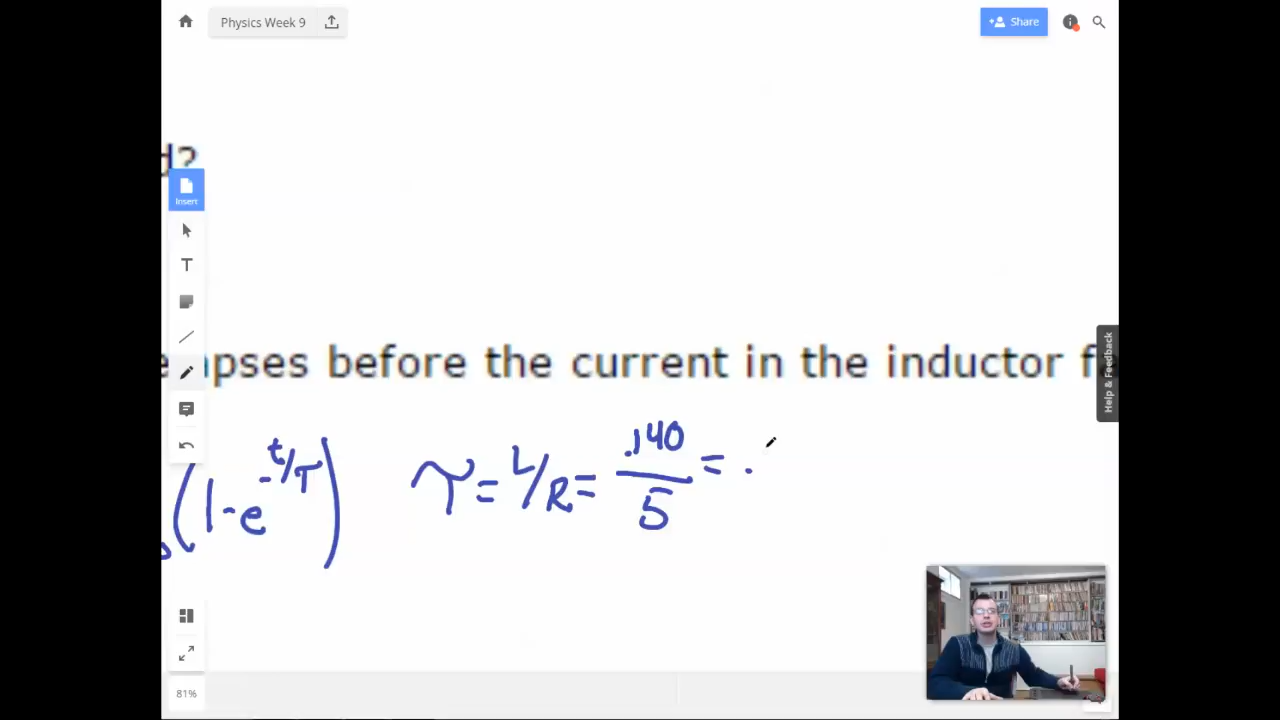 Physics Week 9
Share
d?
Insert
T
apses before the current in the inductor f
Help & Feedback
(1-e^{-t/τ}) τ = L/R = .140/5 = .
81%